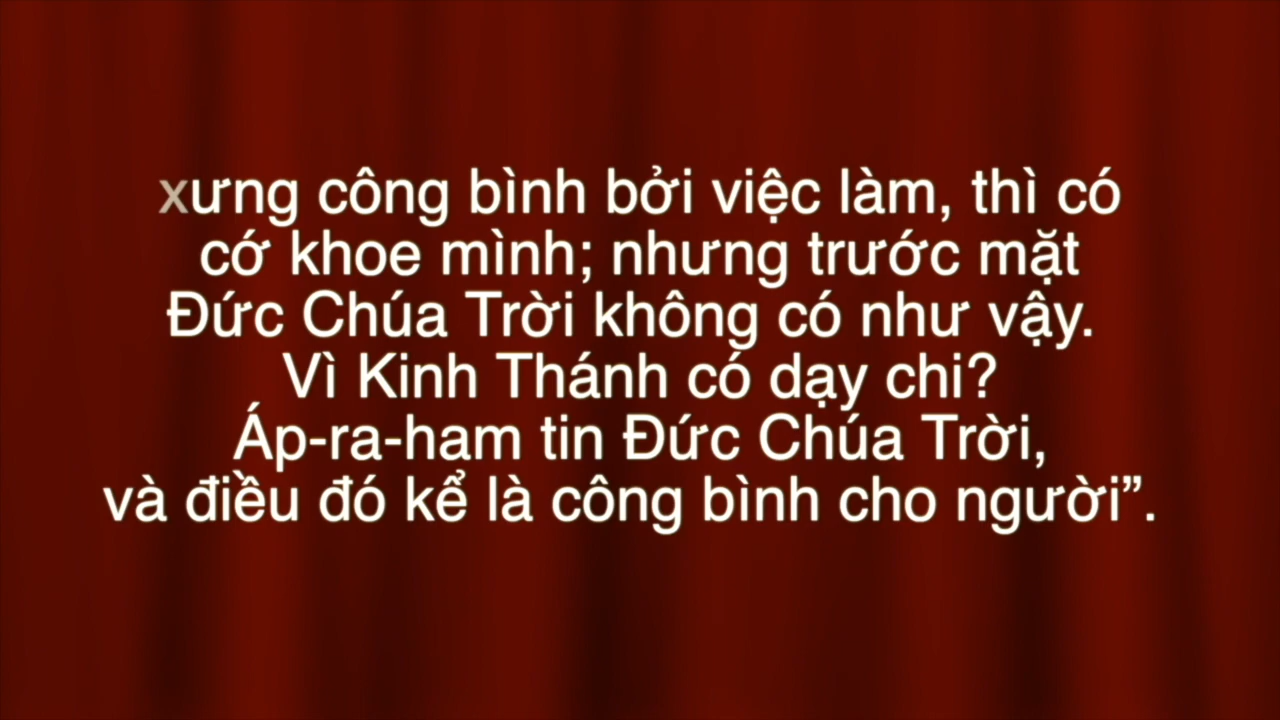 xưng công bình bởi việc làm, thì có
cớ khoe mình; nhưng trước mặt
Đức Chúa Trời không có như vậy.
Vì Kinh Thánh có dạy chi?
Áp-ra-ham tin Đức Chúa Trời,
và điều đó kể là công bình cho người”.